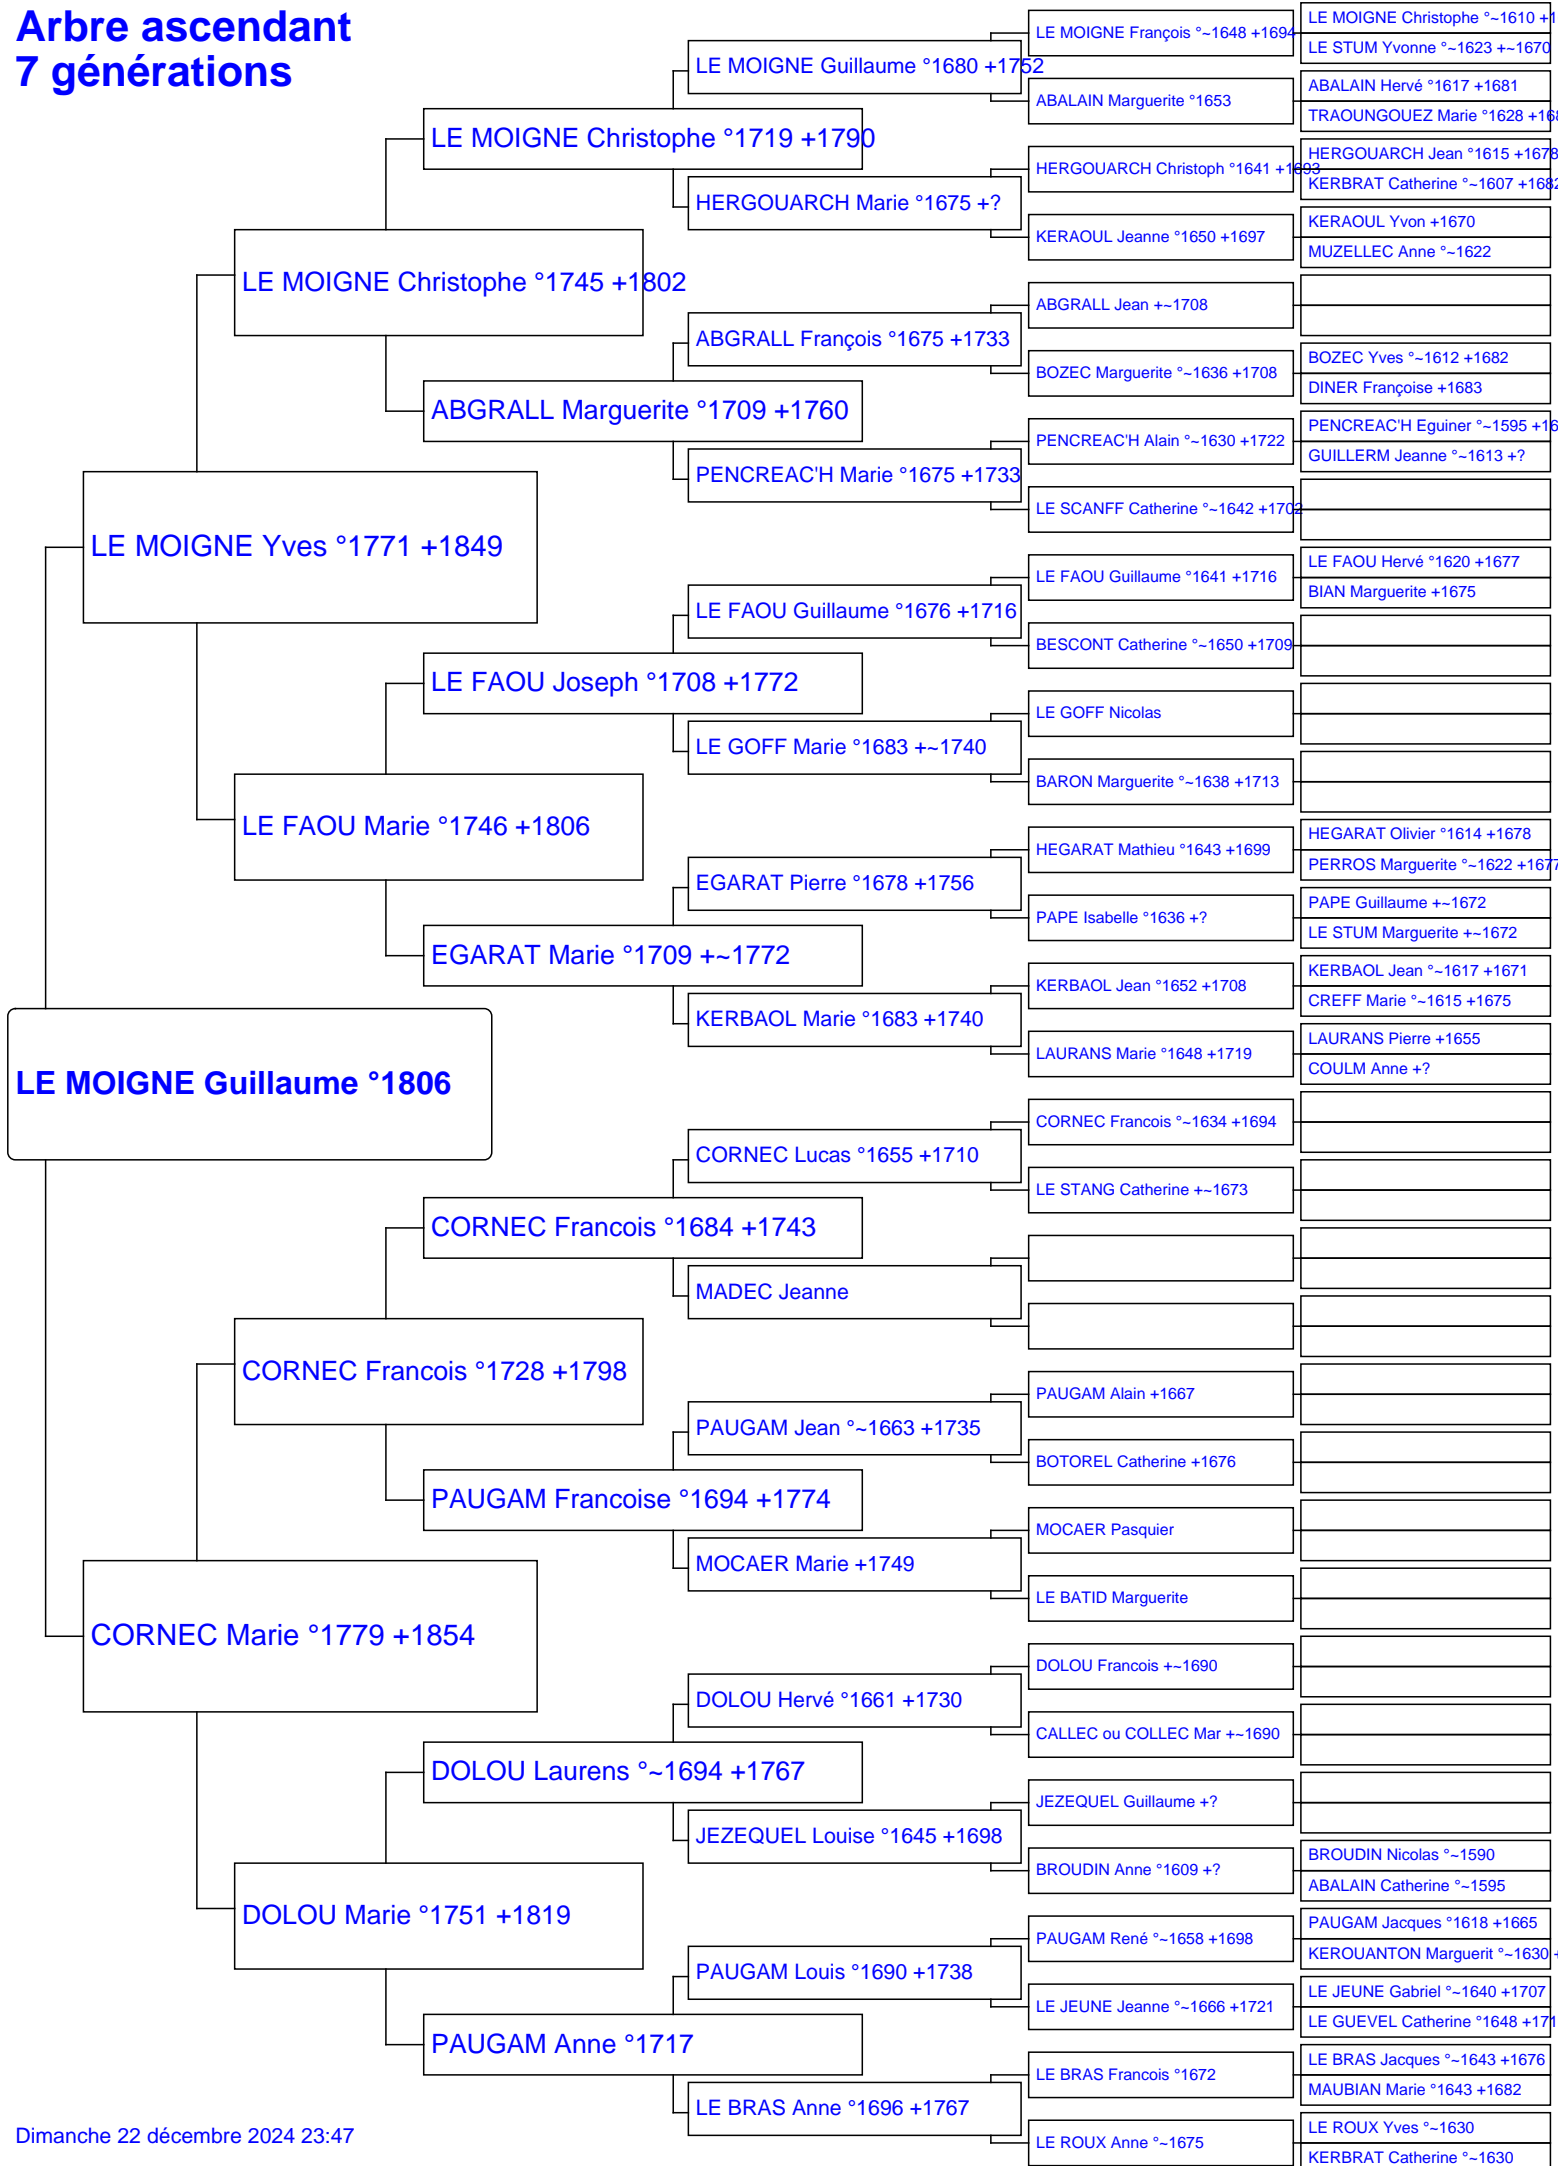 Arbre ascendant
7 générations
LE MOIGNE Guillaume °1806
LE MOIGNE Yves °1771 +1849
CORNEC Marie °1779 +1854
LE MOIGNE Christophe °1745 +1802
LE FAOU Marie °1746 +1806
CORNEC Francois °1728 +1798
DOLOU Marie °1751 +1819
LE MOIGNE Christophe °1719 +1790
ABGRALL Marguerite °1709 +1760
LE FAOU Joseph °1708 +1772
EGARAT Marie °1709 +~1772
CORNEC Francois °1684 +1743
PAUGAM Francoise °1694 +1774
DOLOU Laurens °~1694 +1767
PAUGAM Anne °1717
LE MOIGNE Guillaume °1680 +1752
HERGOUARCH Marie °1675 +?
ABGRALL François °1675 +1733
PENCREAC'H Marie °1675 +1733
LE FAOU Guillaume °1676 +1716
LE GOFF Marie °1683 +~1740
EGARAT Pierre °1678 +1756
KERBAOL Marie °1683 +1740
CORNEC Lucas °1655 +1710
MADEC Jeanne
PAUGAM Jean °~1663 +1735
MOCAER Marie +1749
DOLOU Hervé °1661 +1730
JEZEQUEL Louise °1645 +1698
PAUGAM Louis °1690 +1738
LE BRAS Anne °1696 +1767
LE MOIGNE François °~1648 +1694
ABALAIN Marguerite °1653
HERGOUARCH Christoph °1641 +1693
KERAOUL Jeanne °1650 +1697
ABGRALL Jean +~1708
BOZEC Marguerite °~1636 +1708
PENCREAC'H Alain °~1630 +1722
LE SCANFF Catherine °~1642 +1702
LE FAOU Guillaume °1641 +1716
BESCONT Catherine °~1650 +1709
LE GOFF Nicolas
BARON Marguerite °~1638 +1713
HEGARAT Mathieu °1643 +1699
PAPE Isabelle °1636 +?
KERBAOL Jean °1652 +1708
LAURANS Marie °1648 +1719
CORNEC Francois °~1634 +1694
LE STANG Catherine +~1673
PAUGAM Alain +1667
BOTOREL Catherine +1676
MOCAER Pasquier
LE BATID Marguerite
DOLOU Francois +~1690
CALLEC ou COLLEC Mar +~1690
JEZEQUEL Guillaume +?
BROUDIN Anne °1609 +?
PAUGAM René °~1658 +1698
LE JEUNE Jeanne °~1666 +1721
LE BRAS Francois °1672
LE ROUX Anne °~1675
LE MOIGNE Christophe °~1610 +1
LE STUM Yvonne °~1623 +~1670
ABALAIN Hervé °1617 +1681
TRAOUNGOUEZ Marie °1628 +168
HERGOUARCH Jean °1615 +1678
KERBRAT Catherine °~1607 +1682
KERAOUL Yvon +1670
MUZELLEC Anne °~1622
BOZEC Yves °~1612 +1682
DINER Françoise +1683
PENCREAC'H Eguiner °~1595 +16
GUILLERM Jeanne °~1613 +?
LE FAOU Hervé °1620 +1677
BIAN Marguerite +1675
HEGARAT Olivier °1614 +1678
PERROS Marguerite °~1622 +1677
PAPE Guillaume +~1672
LE STUM Marguerite +~1672
KERBAOL Jean °~1617 +1671
CREFF Marie °~1615 +1675
LAURANS Pierre +1655
COULM Anne +?
BROUDIN Nicolas °~1590
ABALAIN Catherine °~1595
PAUGAM Jacques °1618 +1665
KEROUANTON Marguerit °~1630 +
LE JEUNE Gabriel °~1640 +1707
LE GUEVEL Catherine °1648 +171
LE BRAS Jacques °~1643 +1676
MAUBIAN Marie °1643 +1682
LE ROUX Yves °~1630
KERBRAT Catherine °~1630
Dimanche 22 décembre 2024 23:47